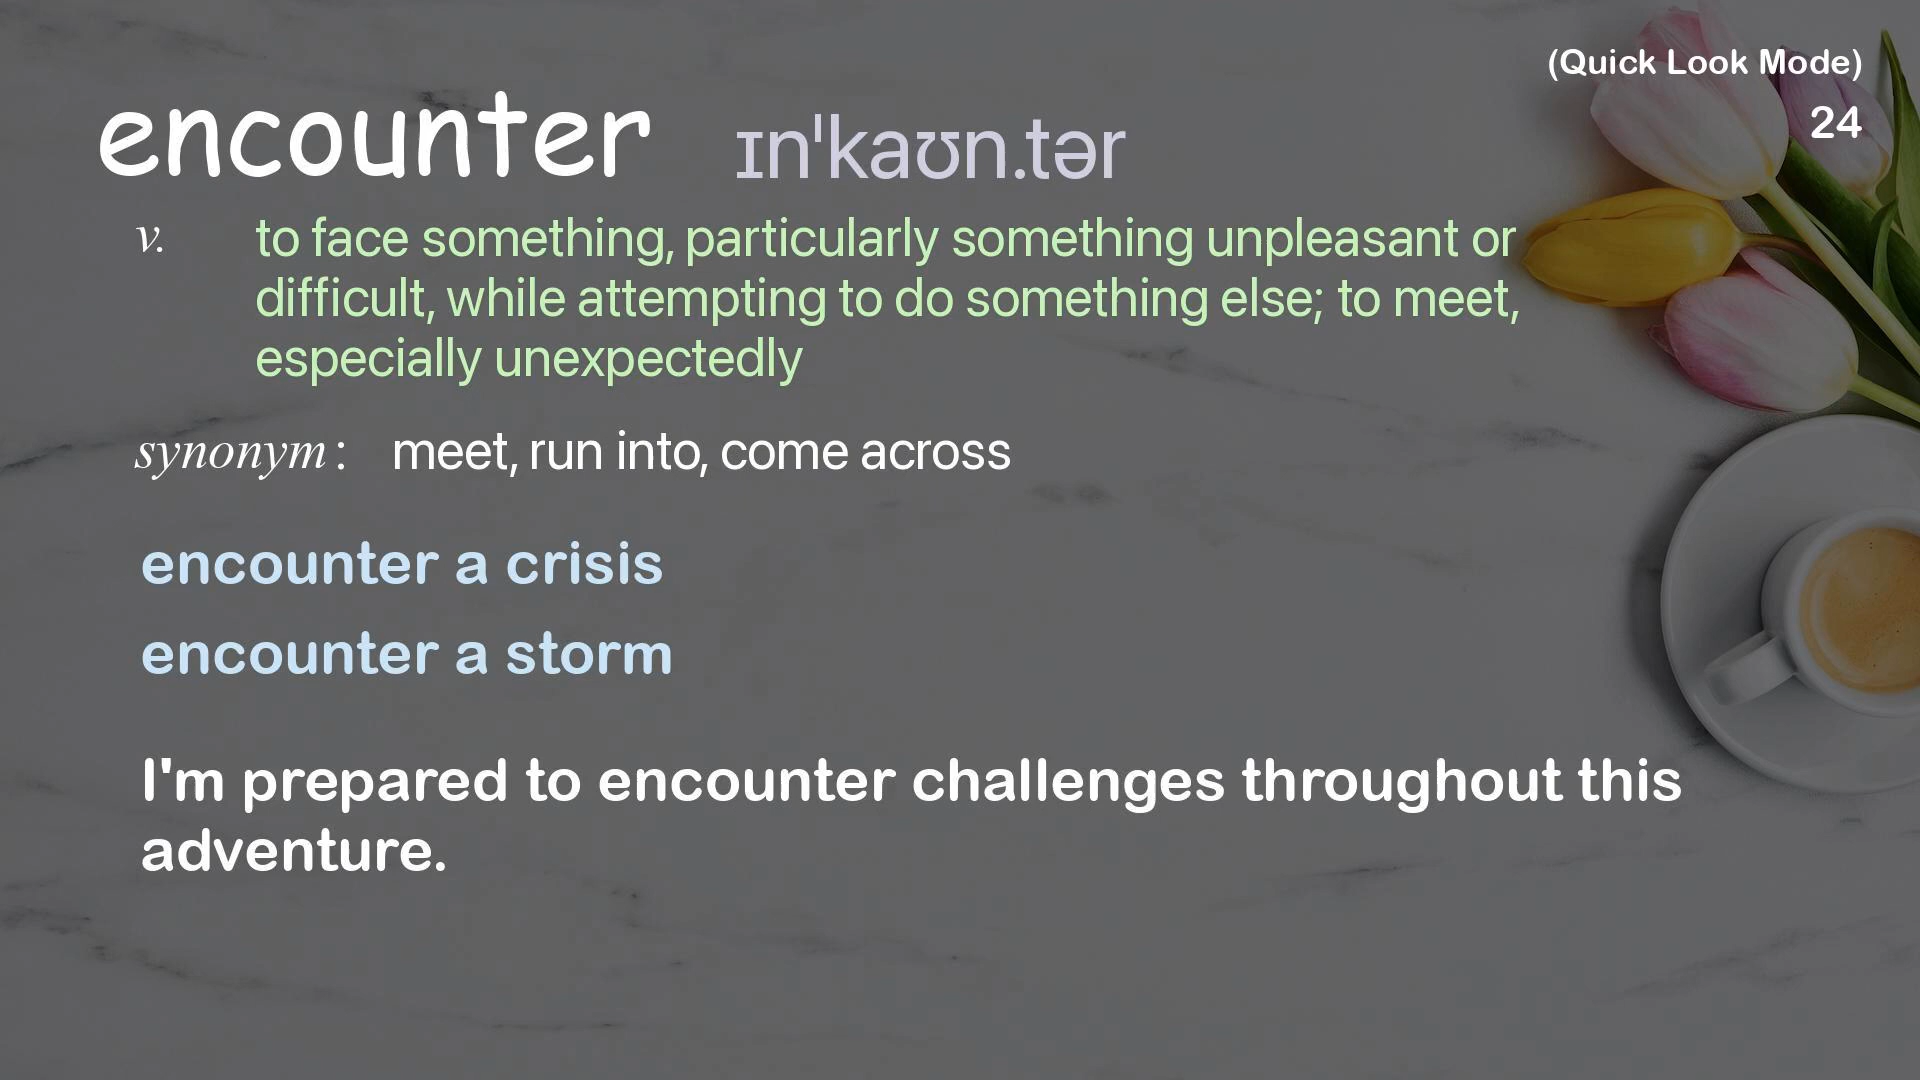 (Quick Look Mode)
24
encounter ɪnˈkaʊn.tər
v. to face something, particularly something unpleasant or
difficult, while attempting to do something else; to meet,
especially unexpectedly
synonym : meet, run into, come across
encounter a crisis
encounter a storm
I'm prepared to encounter challenges throughout this
adventure.